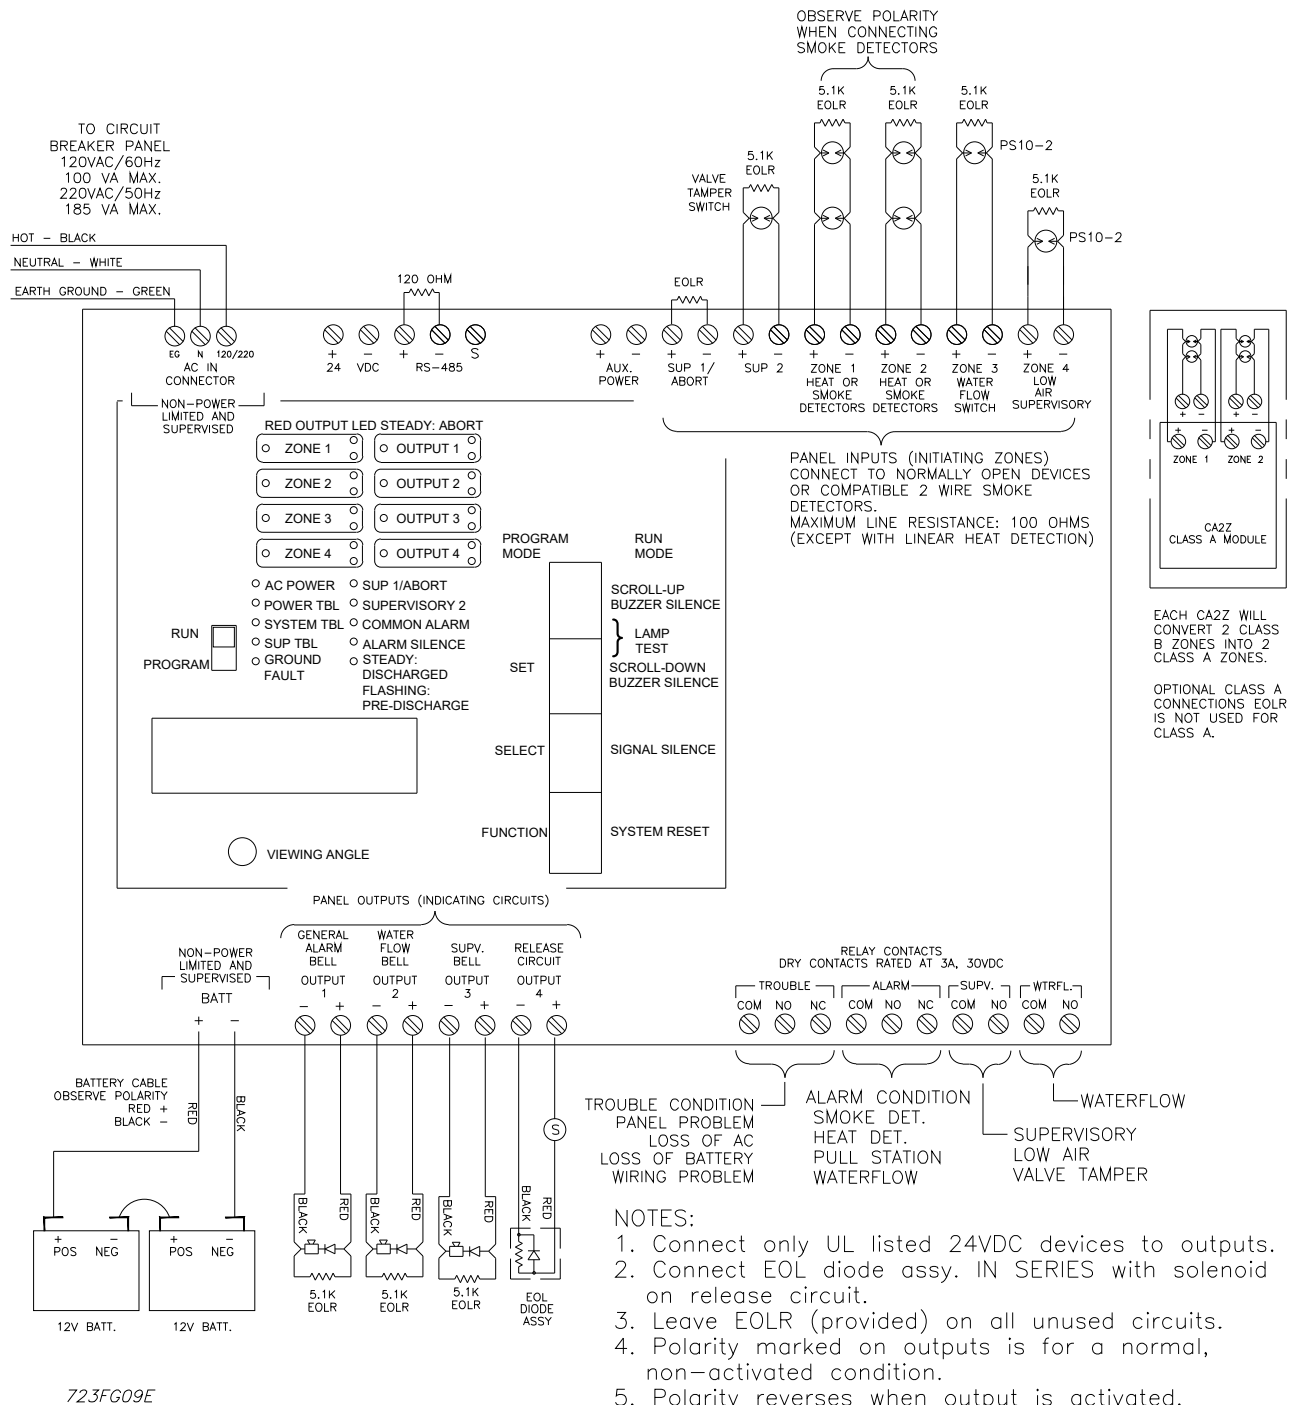 OBSERVE POLARITY
WHEN CONNECTING
SMOKE DETECTORS
5.1K
EOLR
5.1K
EOLR
5.1K
EOLR
PS10-2
TO CIRCUIT
BREAKER PANEL
120VAC/60Hz
100 VA MAX.
220VAC/50Hz
185 VA MAX.
VALVE
TAMPER
SWITCH
5.1K
EOLR
5.1K
EOLR
PS10-2
HOT - BLACK
NEUTRAL - WHITE
EARTH GROUND - GREEN
120 OHM
EOLR
EG N 120/220
AC IN
CONNECTOR
+ - + - S
24 VDC RS-485
+ -
AUX.
POWER
+ -
SUP 1/
ABORT
+ -
SUP 2
+ -
ZONE 1
HEAT OR
SMOKE
DETECTORS
+ -
ZONE 2
HEAT OR
SMOKE
DETECTORS
+ -
ZONE 3
WATER
FLOW
SWITCH
+ -
ZONE 4
LOW
AIR
SUPERVISORY
NON-POWER
LIMITED AND
SUPERVISED
RED OUTPUT LED STEADY: ABORT
ZONE 1 OUTPUT 1
ZONE 2 OUTPUT 2
ZONE 3 OUTPUT 3
ZONE 4 OUTPUT 4
AC POWER SUP 1/ABORT
POWER TBL SUPERVISORY 2
SYSTEM TBL COMMON ALARM
SUP TBL ALARM SILENCE
GROUND
FAULT
STEADY:
DISCHARGED
FLASHING:
PRE-DISCHARGE
RUN
PROGRAM
PROGRAM
MODE
RUN
MODE
SCROLL-UP
BUZZER SILENCE
} LAMP
TEST
SET
SCROLL-DOWN
BUZZER SILENCE
SELECT
SIGNAL SILENCE
FUNCTION
SYSTEM RESET
VIEWING ANGLE
PANEL INPUTS (INITIATING ZONES)
CONNECT TO NORMALLY OPEN DEVICES
OR COMPATIBLE 2 WIRE SMOKE
DETECTORS.
MAXIMUM LINE RESISTANCE: 100 OHMS
(EXCEPT WITH LINEAR HEAT DETECTION)
+ - + -
+ - + -
ZONE 1 ZONE 2
CA2Z
CLASS A MODULE
EACH CA2Z WILL
CONVERT 2 CLASS
B ZONES INTO 2
CLASS A ZONES.
OPTIONAL CLASS A
CONNECTIONS EOLR
IS NOT USED FOR
CLASS A.
PANEL OUTPUTS (INDICATING CIRCUITS)
NON-POWER
LIMITED AND
SUPERVISED
BATT
+ -
GENERAL
ALARM
BELL
OUTPUT
1
- +
WATER
FLOW
BELL
OUTPUT
2
- +
SUPV.
BELL
OUTPUT
3
- +
RELEASE
CIRCUIT
OUTPUT
4
- +
RELAY CONTACTS
DRY CONTACTS RATED AT 3A, 30VDC
TROUBLE ALARM SUPV. WTRFL.
COM NO NC COM NO NC COM NO COM NO
BATTERY CABLE
OBSERVE POLARITY
RED +
BLACK -
RED
BLACK
S
TROUBLE CONDITION
PANEL PROBLEM
LOSS OF AC
LOSS OF BATTERY
WIRING PROBLEM
ALARM CONDITION
SMOKE DET.
HEAT DET.
PULL STATION
WATERFLOW
SUPERVISORY
LOW AIR
VALVE TAMPER
WATERFLOW
BLACK RED
BLACK RED
BLACK RED
BLACK RED
+ - + -
POS NEG POS NEG
12V BATT. 12V BATT.
5.1K
EOLR
5.1K
EOLR
5.1K
EOLR
EOL
DIODE
ASSY
NOTES:
1. Connect only UL listed 24VDC devices to outputs.
2. Connect EOL diode assy. IN SERIES with solenoid
on release circuit.
3. Leave EOLR (provided) on all unused circuits.
4. Polarity marked on outputs is for a normal,
non-activated condition.
5. Polarity reverses when output is activated.
723FG09E